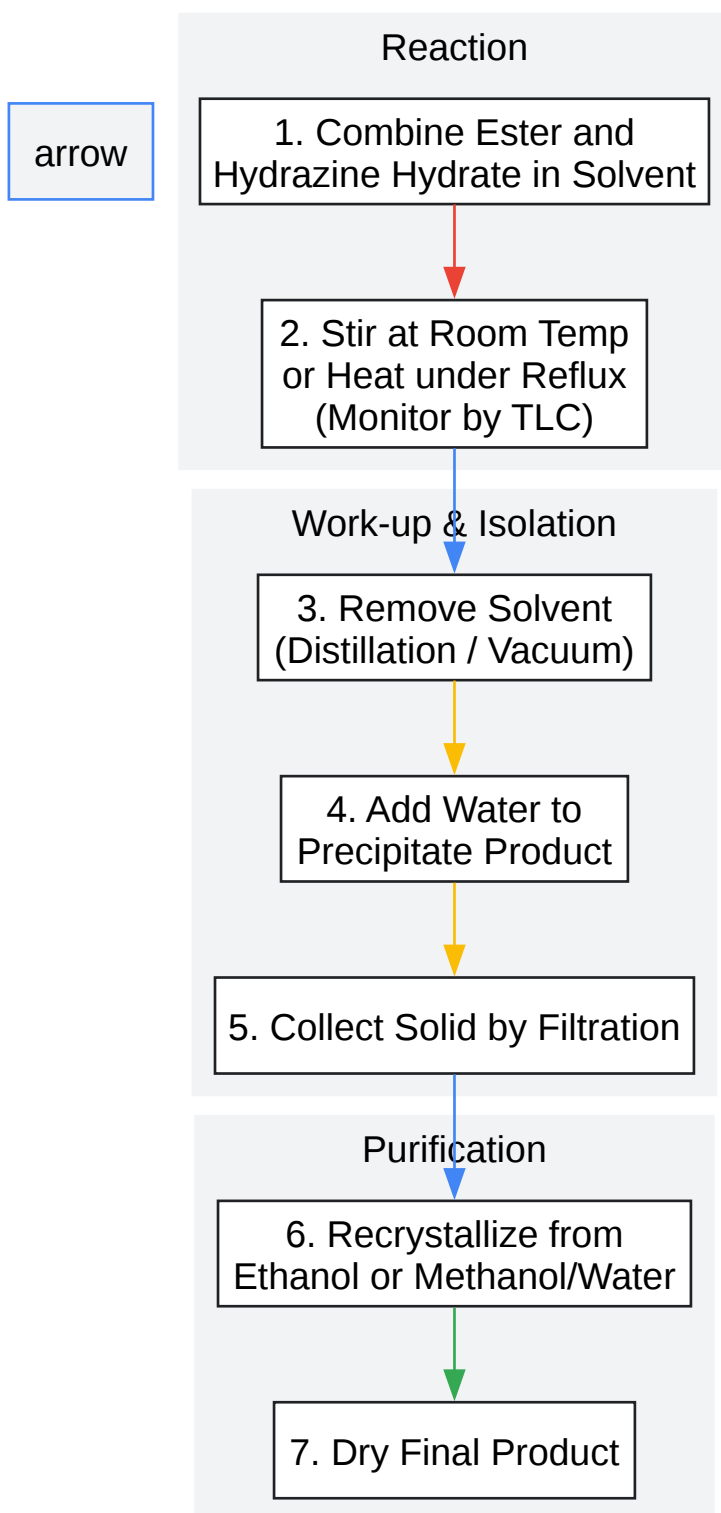 Reaction
arrow
1. Combine Ester and
Hydrazine Hydrate in Solvent
2. Stir at Room Temp
or Heat under Reflux
(Monitor by TLC)
Work-up & Isolation
3. Remove Solvent
(Distillation / Vacuum)
4. Add Water to
Precipitate Product
5. Collect Solid by Filtration
Purification
6. Recrystallize from
Ethanol or Methanol/Water
7. Dry Final Product